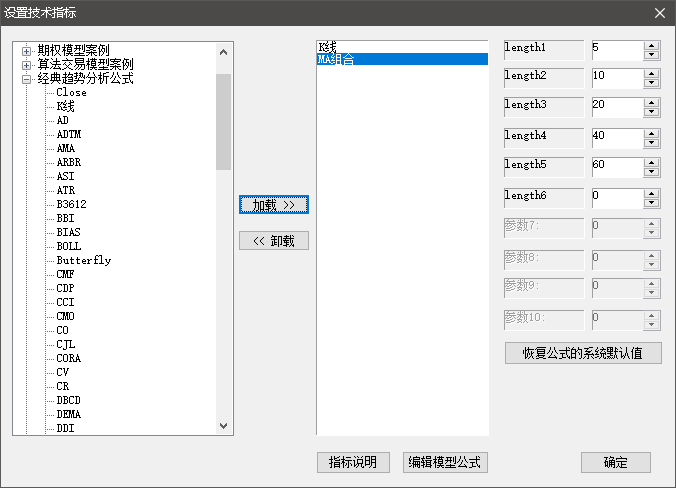 设置技术指标
期权模型案例
算法交易模型案例
经典趋势分析公式
Close
K线
AD
ADTM
AMA
ARBR
ASI
ATR
B3612
BBI
BIAS
BOLL
Butterfly
CMF
CDP
CCI
CMO
CO
CJL
CORA
CV
CR
DBCD
DEMA
DDI
加载 >>
<< 卸载
K线
MA组合
length1 5
length2 10
length3 20
length4 40
length5 60
length6 0
参数7: 0
参数8: 0
参数9: 0
参数10: 0
恢复公式的系统默认值
指标说明
编辑模型公式
确定